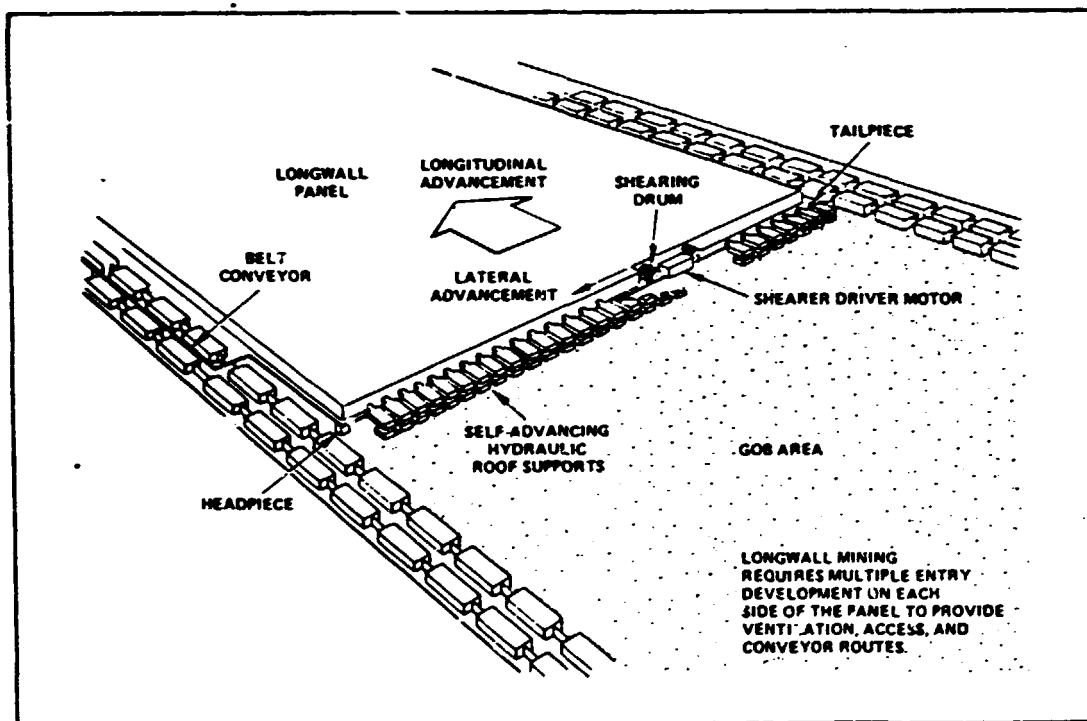 TAILPIECE
LONGWALL
PANEL
LONGITUDINAL
ADVANCEMENT
SHEARING
DRUM
BELT
CONVEYOR
LATERAL
ADVANCEMENT
SHEARER DRIVER MOTOR
SELF-ADVANCING
HYDRAULIC
ROOF SUPPORTS
GOB AREA
HEADPIECE
LONGWALL MINING
REQUIRES MULTIPLE ENTRY
DEVELOPMENT ON EACH
SIDE OF THE PANEL TO PROVIDE
VENTILATION, ACCESS, AND
CONVEYOR ROUTES.